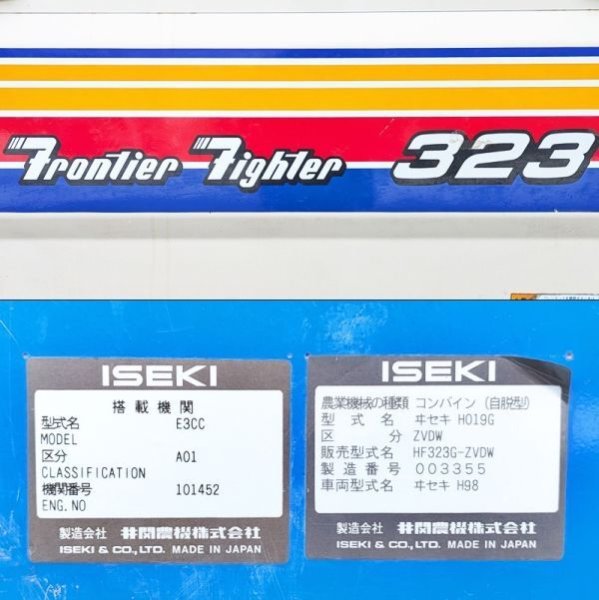 Frontier Fighter 323
ISEKI
搭載機関
型式名 E3CC
MODEL
区分 A01
CLASSIFICATION
機関番号 101452
ENG.NO
製造会社 井関農機株式会社
ISEKI & CO., LTD. MADE IN JAPAN
ISEKI
農業機械の種類 コンバイン (自脱型)
型式名 ヰセキ HO19G
区分 ZVDW
販売型式名 HF323G-ZVDW
製造番号 003355
車両型式名 ヰセキ H98
製造会社 井関農機株式会社
ISEKI & CO., LTD. MADE IN JAPAN